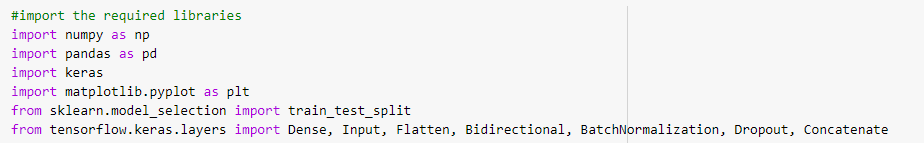 #import the required libraries
import numpy as np
import pandas as pd
import keras
import matplotlib.pyplot as plt
from sklearn.model_selection import train_test_split
from tensorflow.keras.layers import Dense, Input, Flatten, Bidirectional, BatchNormalization, Dropout, Concatenate